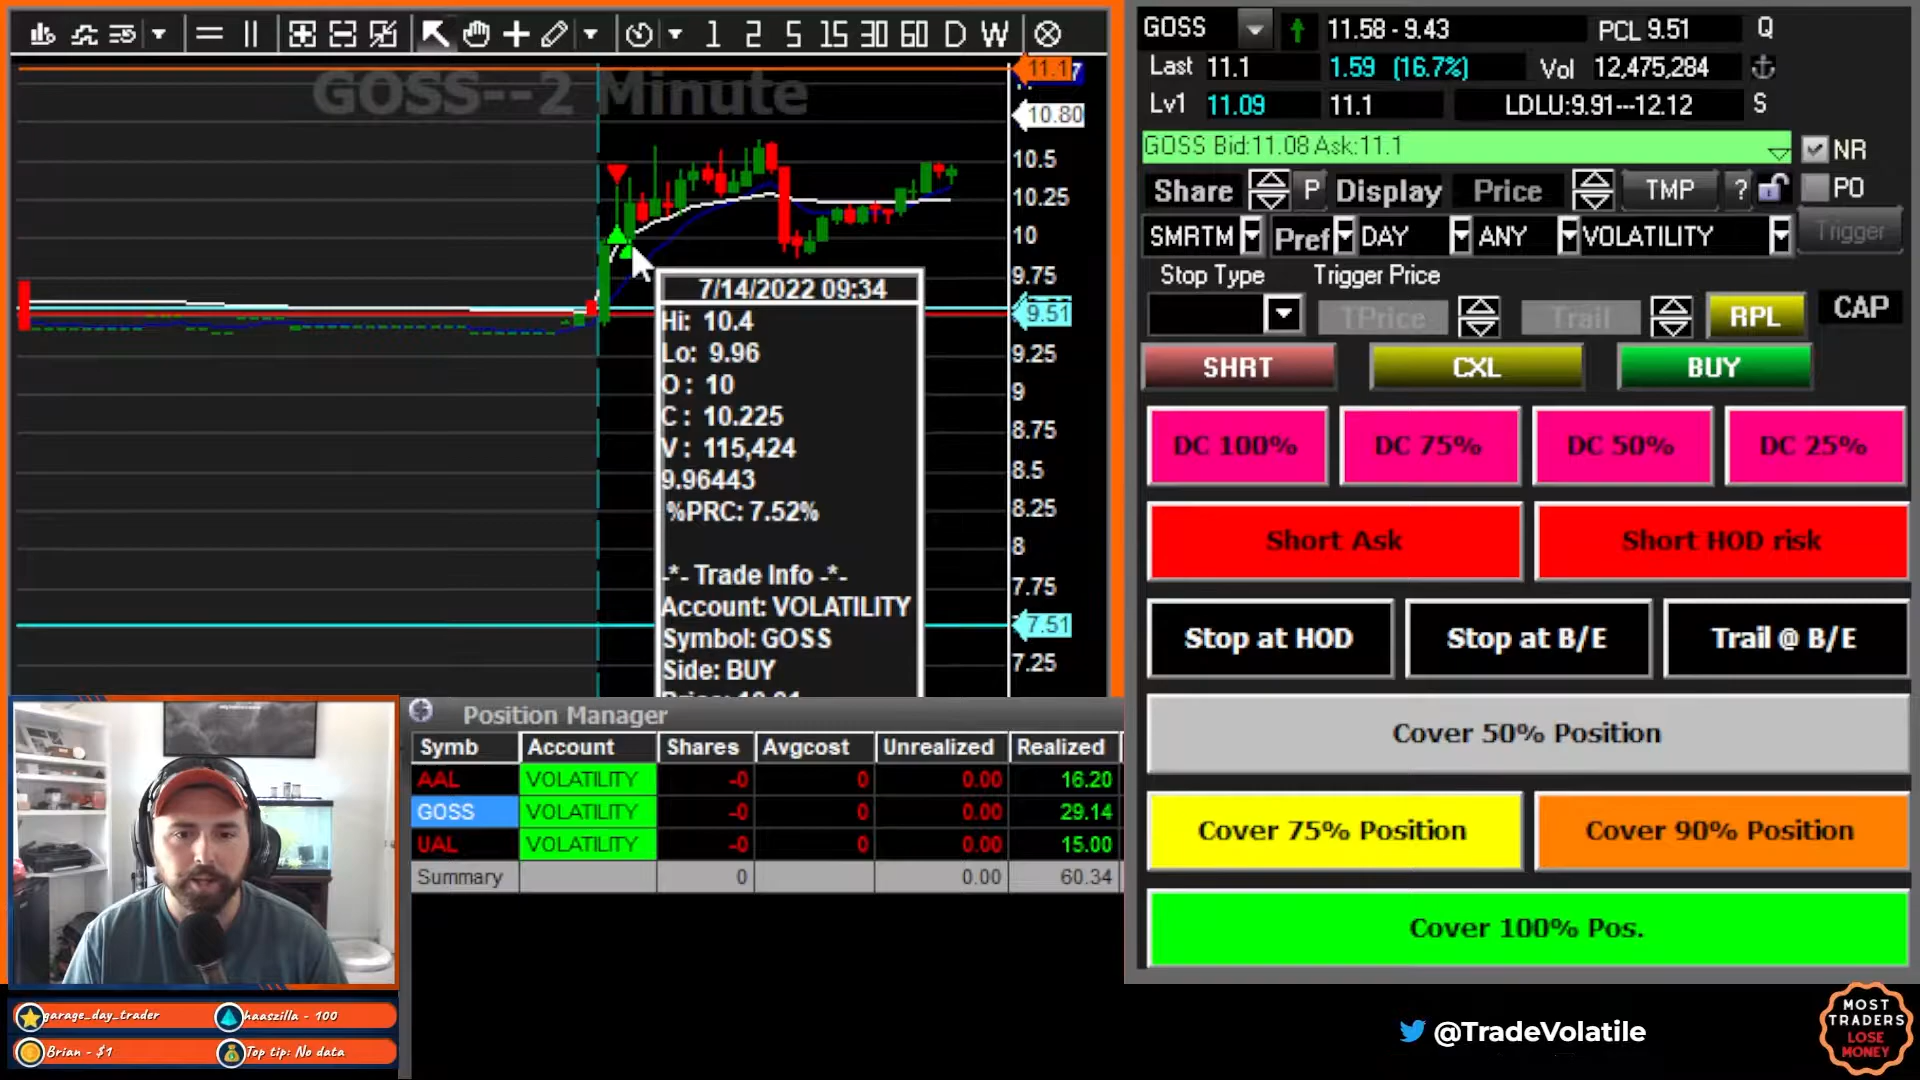 1 2 5 15 30 60 D W
GOSS--2 Minute
11.1
10.80
10.5
10.25
10
9.75
9.51
9.25
9
8.75
8.5
8.25
8
7.75
7.51
7.25
7/14/2022 09:34
Hi: 10.4
Lo: 9.96
O : 10
C : 10.225
V : 115,424
9.96443
%PRC: 7.52%
-*- Trade Info -*-
Account: VOLATILITY
Symbol: GOSS
Side: BUY
GOSS 11.58 - 9.43 PCL 9.51 Q
Last 11.1 1.59 (16.7%) Vol 12,475,284
Lv1 11.09 11.1 LDLU:9.91---12.12 S
GOSS Bid:11.08 Ask:11.1 NR
Share P Display Price TMP ? PO
SMRTM Pref DAY ANY VOLATILITY Trigger
Stop Type Trigger Price
TPrice Trail RPL CAP
SHRT CXL BUY
DC 100% DC 75% DC 50% DC 25%
Short Ask Short HOD risk
Stop at HOD Stop at B/E Trail @ B/E
Cover 50% Position
Cover 75% Position Cover 90% Position
Cover 100% Pos.
Position Manager
Symb Account Shares Avgcost Unrealized Realized
AAL VOLATILITY -0 0 0.00 16.20
GOSS VOLATILITY -0 0 0.00 29.14
UAL VOLATILITY -0 0 0.00 15.00
Summary 0 0.00 60.34
garage_day_trader haaszilla - 100
Brian - $1 Top tip: No data
@TradeVolatile
MOST
TRADERS
LOSE
MONEY